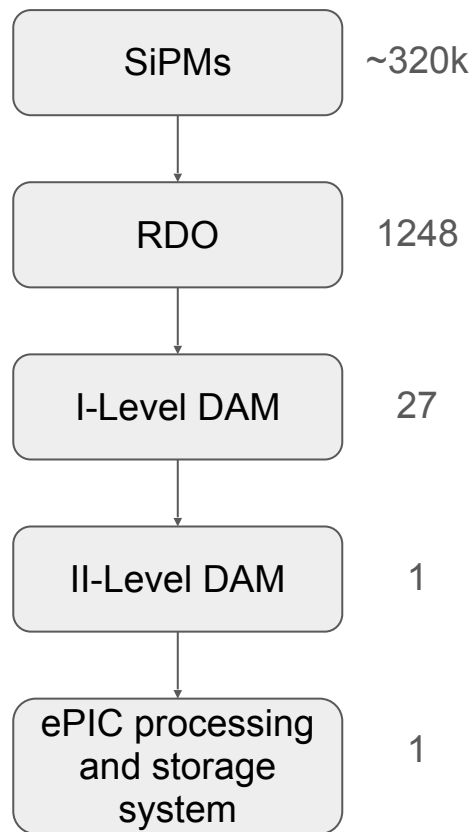 SiPMs ~320k
RDO 1248
I-Level DAM 27
II-Level DAM 1
ePIC processing
and storage 1
system